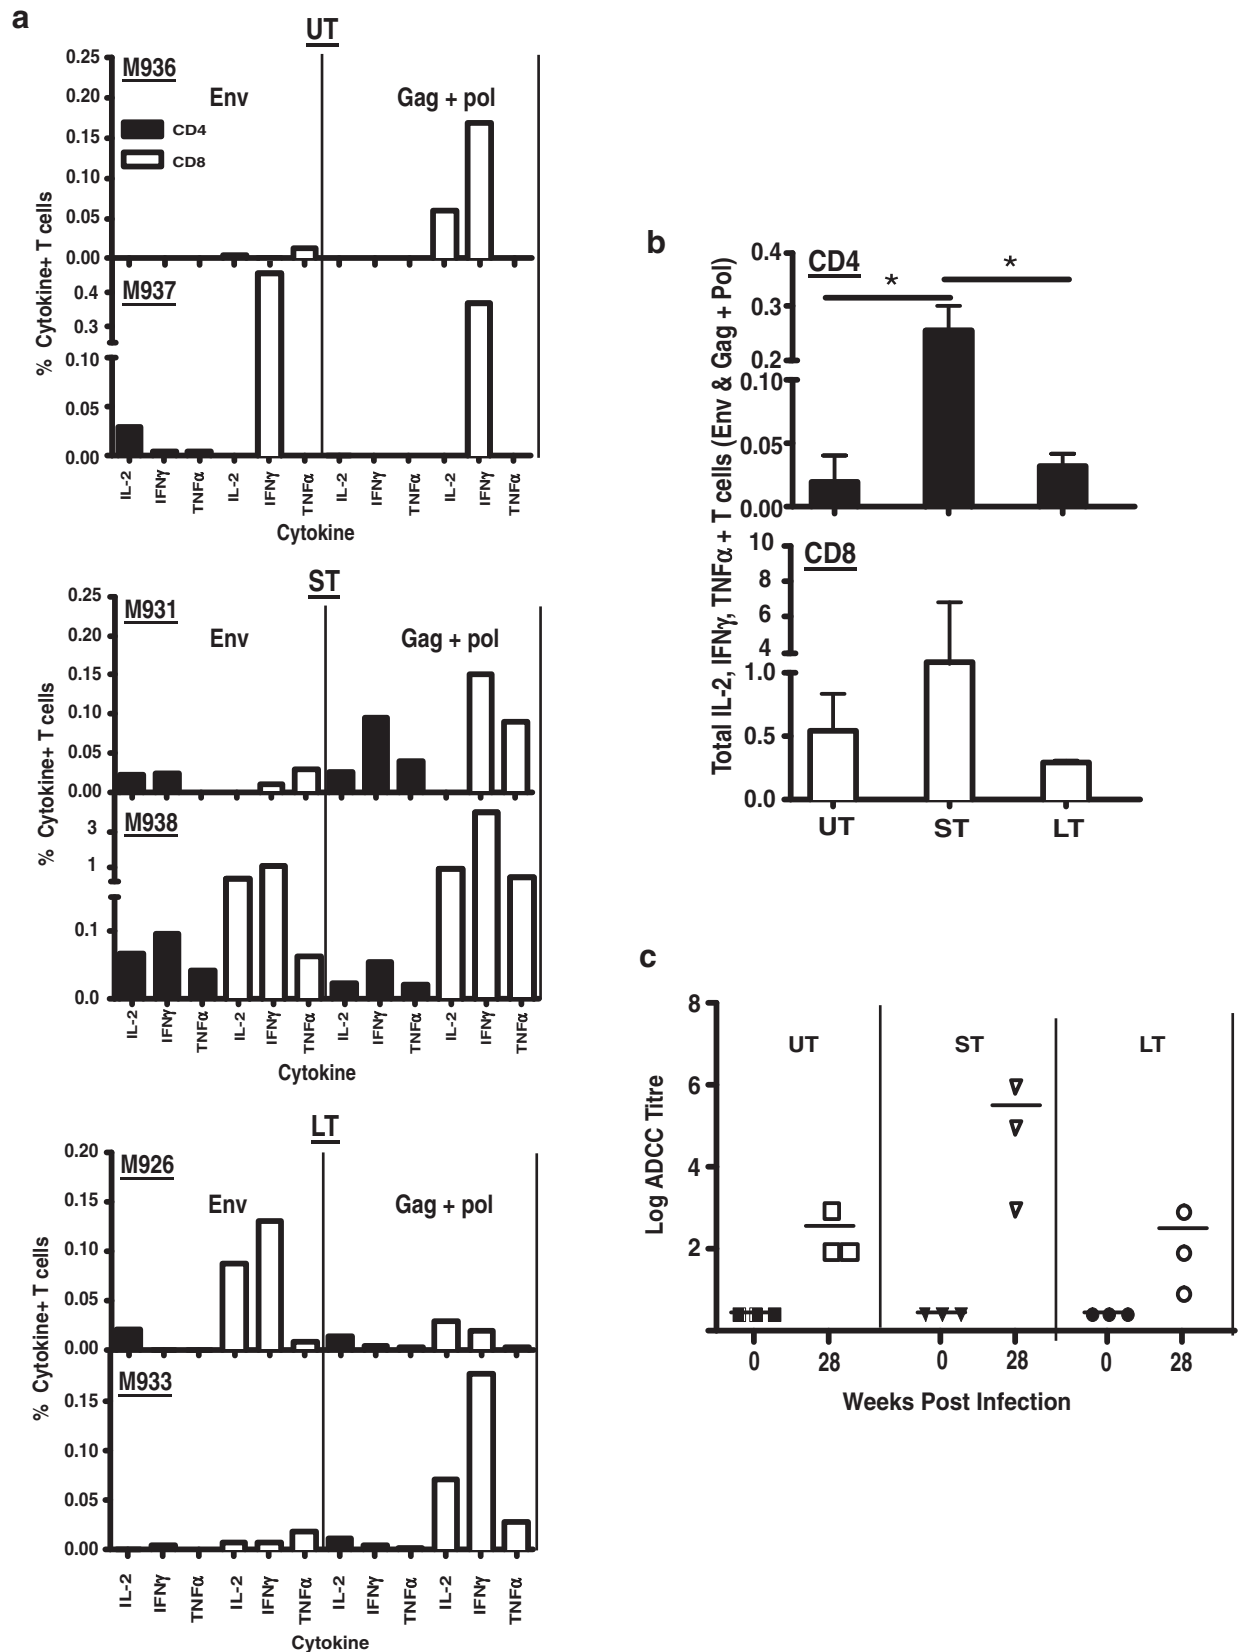 a
UT
0.25
0.20
0.15
0.10
0.05
0.00
M936
Env
Gag + pol
CD4
CD8
M937
0.4
0.3
0.10
0.05
0.00
% Cytokine+ T cells
IL-2 IFNγ TNFα IL-2 IFNγ TNFα IL-2 IFNγ TNFα IL-2 IFNγ TNFα
Cytokine
ST
0.25
0.20
0.15
0.10
0.05
0.00
M931
Env
Gag + pol
M938
3
1
0.1
0.0
% Cytokine+ T cells
IL-2 IFNγ TNFα IL-2 IFNγ TNFα IL-2 IFNγ TNFα IL-2 IFNγ TNFα
Cytokine
LT
0.20
0.15
0.10
0.05
0.00
M926
Env
Gag + pol
M933
0.15
0.10
0.05
0.00
% Cytokine+ T cells
IL-2 IFNγ TNFα IL-2 IFNγ TNFα IL-2 IFNγ TNFα IL-2 IFNγ TNFα
Cytokine
b
Total IL-2, IFNγ, TNFα + T cells (Env & Gag + Pol)
0.4
0.3
0.2
0.10
0.05
0.00
CD4
*
*
10
8
6
4
1.0
0.5
0.0
CD8
UT ST LT
c
Log ADCC Titre
8
6
4
2
UT ST LT
0 28 0 28 0 28
Weeks Post Infection